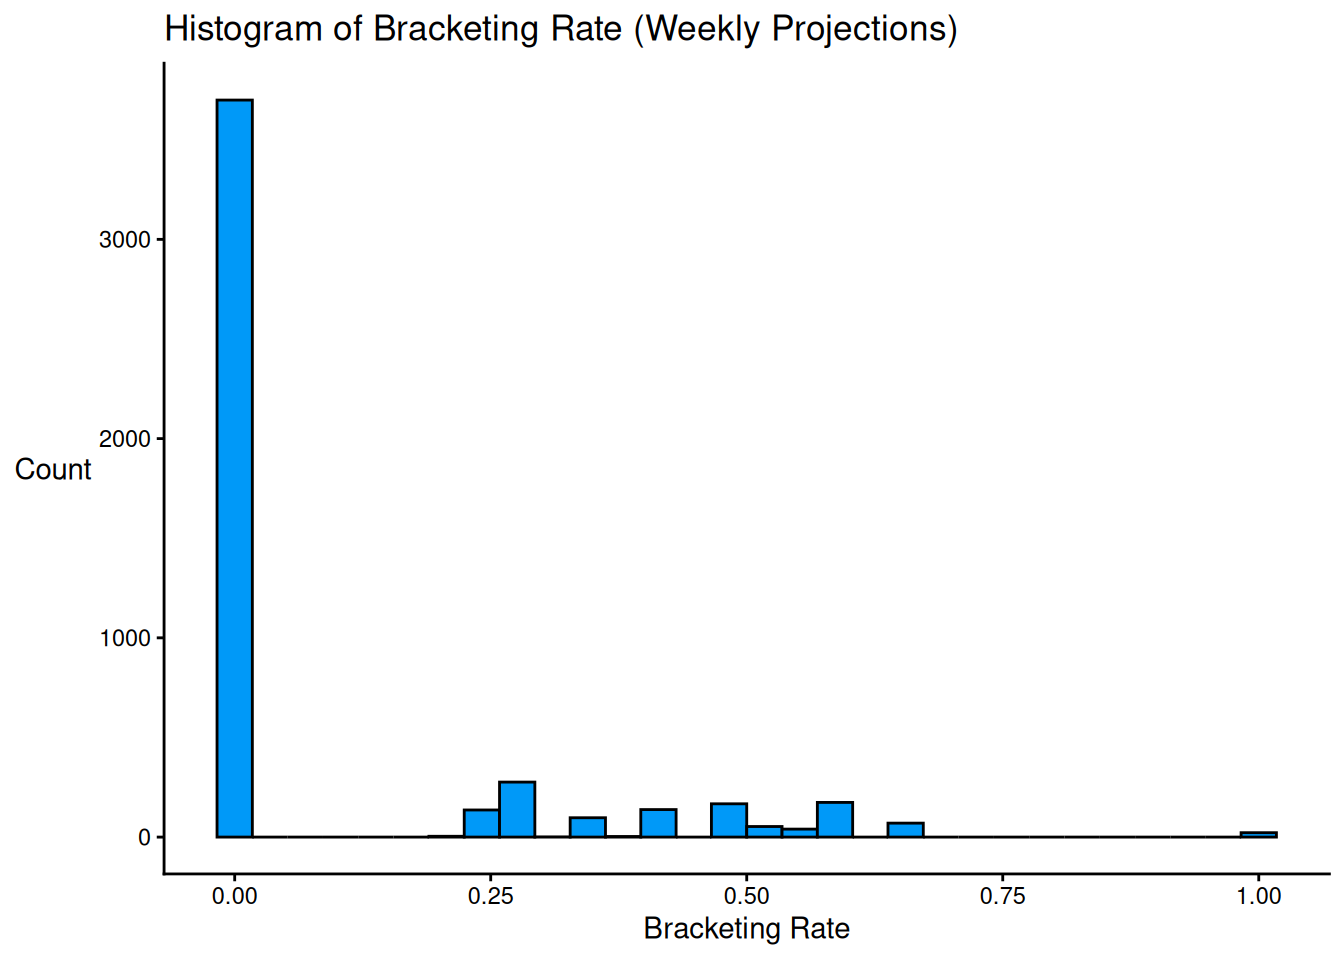 Histogram of Bracketing Rate (Weekly Projections)
3000
2000
Count
1000
0
0.00 0.25 0.50 0.75 1.00
Bracketing Rate